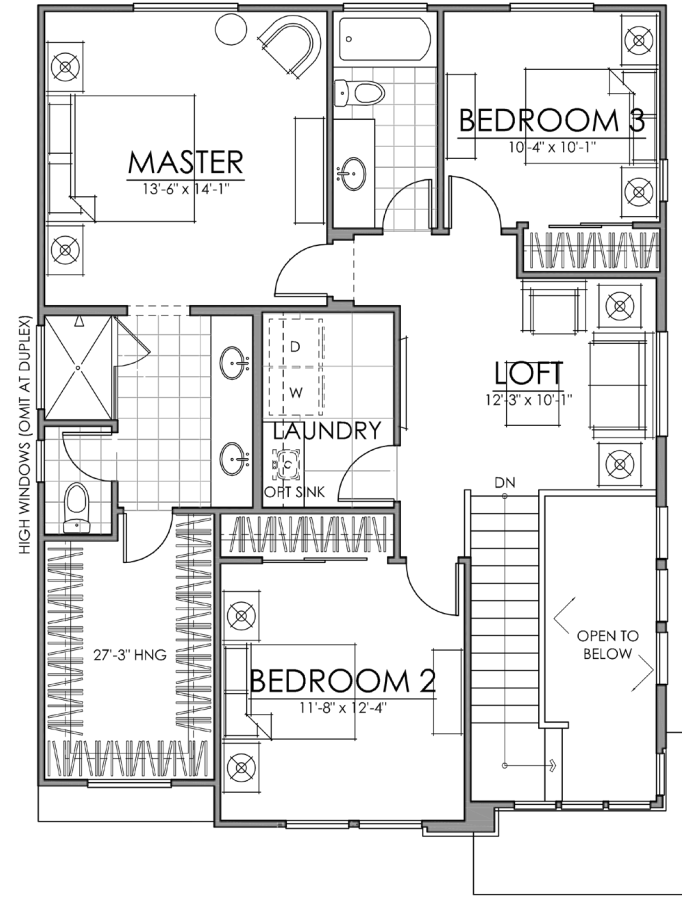 MASTER
13'-6" x 14'-1"
BEDROOM 3
10'-4" x 10'-1"
HIGH WINDOWS (OMIT AT DUPLEX)
D
W
LAUNDRY
B C
OPT SINK
LOFT
12'-3" x 10'-1"
DN
27'-3" HNG
BEDROOM 2
11'-8" x 12'-4"
OPEN TO
BELOW